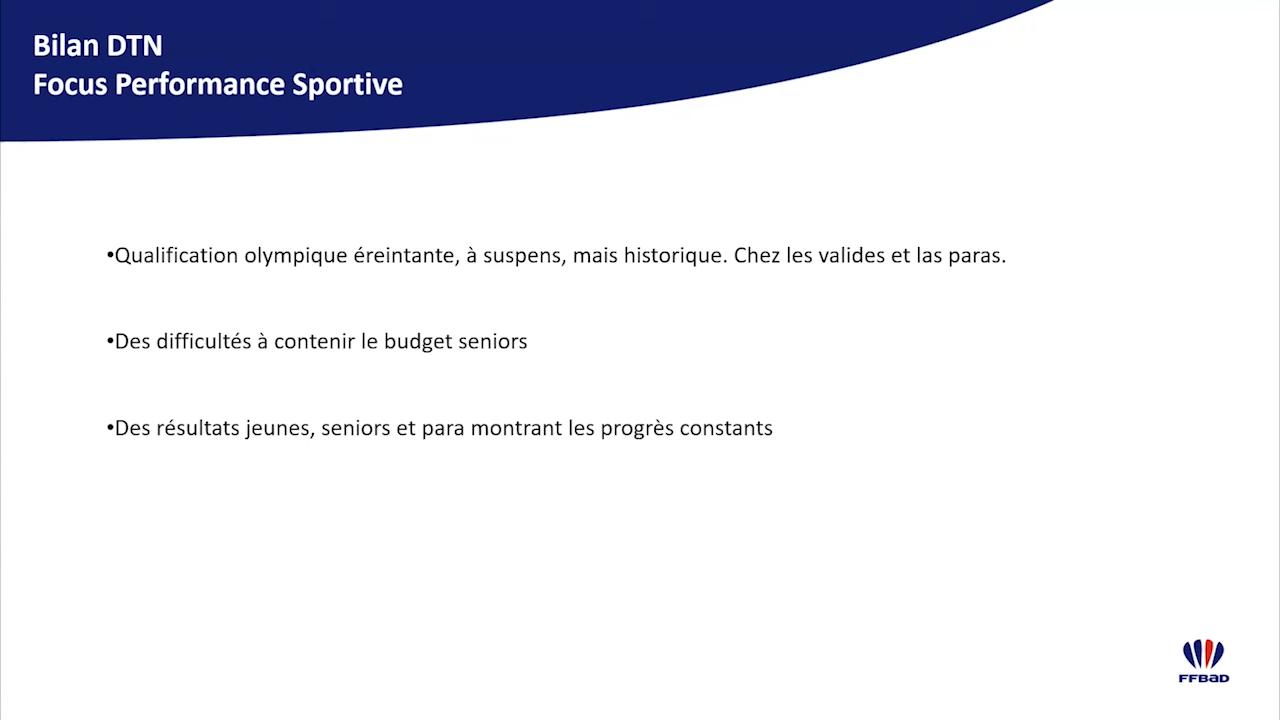 Bilan DTN
Focus Performance Sportive
•Qualification olympique éreintante, à suspens, mais historique. Chez les valides et las paras.
•Des difficultés à contenir le budget seniors
•Des résultats jeunes, seniors et para montrant les progrès constants
FFBaD